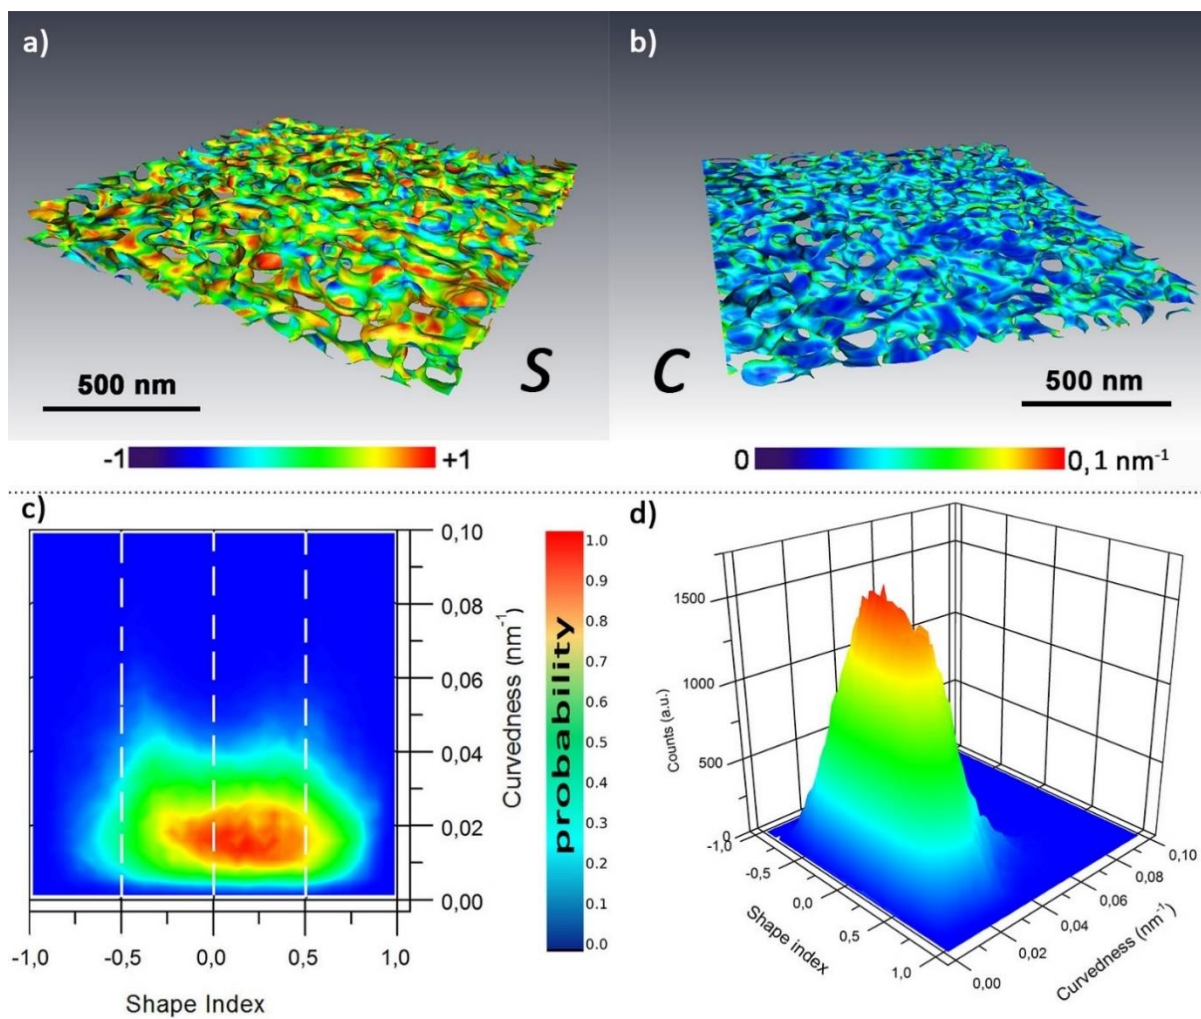 a)
b)
S
C
500 nm
500 nm
-1
+1
0
0,1 nm⁻¹
c)
0,10
0,08
0,06
0,04
0,02
0,00
Curvedness (nm⁻¹)
-1,0
-0,5
0,0
0,5
1,0
Shape Index
1.0
0.9
0.8
0.7
0.6
0.5
0.4
0.3
0.2
0.1
0.0
probability
d)
1500
1000
500
0
Counts (a.u.)
-1,0
-0,5
0,0
0,5
1,0
Shape index
0,00
0,02
0,04
0,06
0,08
0,10
Curvedness (nm⁻¹)